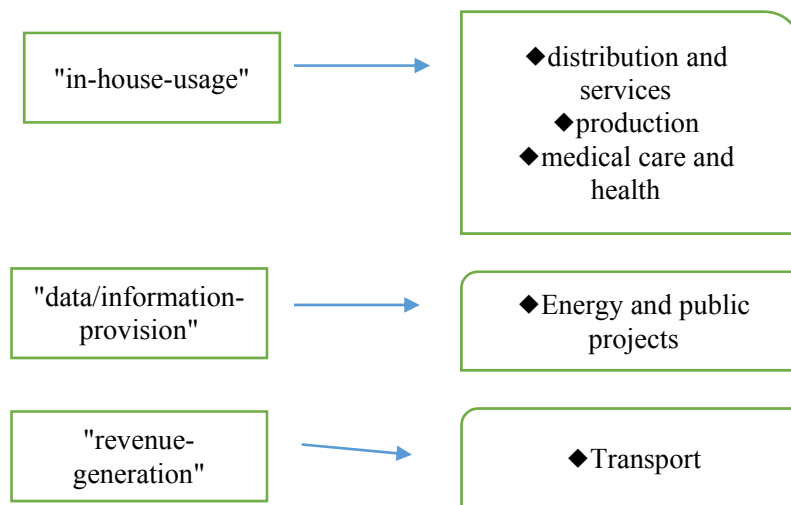 "in-house-usage"
◆distribution and
services
◆production
◆medical care and
health
"data/information-
provision"
◆Energy and public
projects
"revenue-
generation"
◆Transport